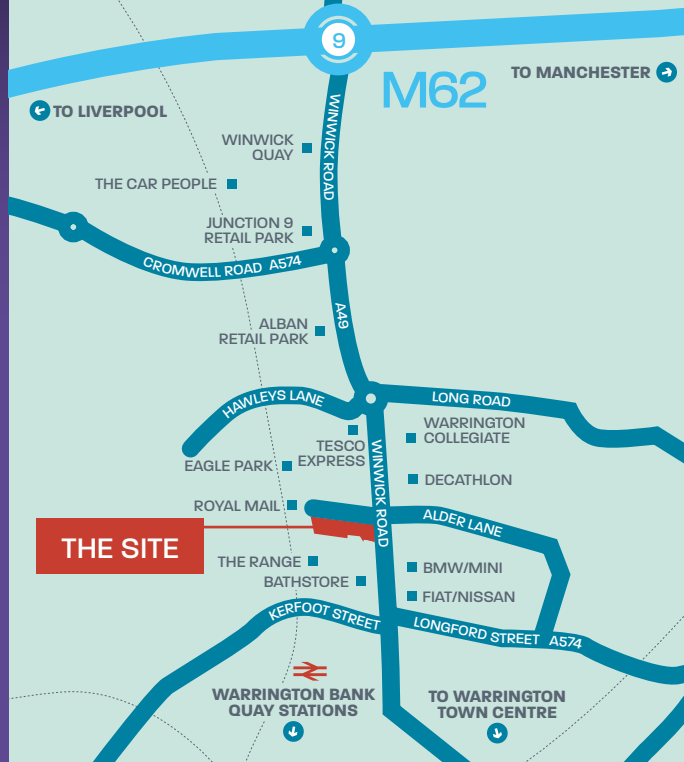 9
M62
TO MANCHESTER
TO LIVERPOOL
WINWICK ROAD
WINWICK
QUAY
THE CAR PEOPLE
JUNCTION 9
RETAIL PARK
CROMWELL ROAD A574
A49
ALBAN
RETAIL PARK
HAWLEYS LANE
LONG ROAD
WARRINGTON
COLLEGIATE
TESCO
EXPRESS
WINWICK ROAD
EAGLE PARK
DECATHLON
ROYAL MAIL
ALDER LANE
THE SITE
THE RANGE
BMW/MINI
BATHSTORE
FIAT/NISSAN
KERFOOT STREET
LONGFORD STREET A574
WARRINGTON BANK
QUAY STATIONS
TO WARRINGTON
TOWN CENTRE